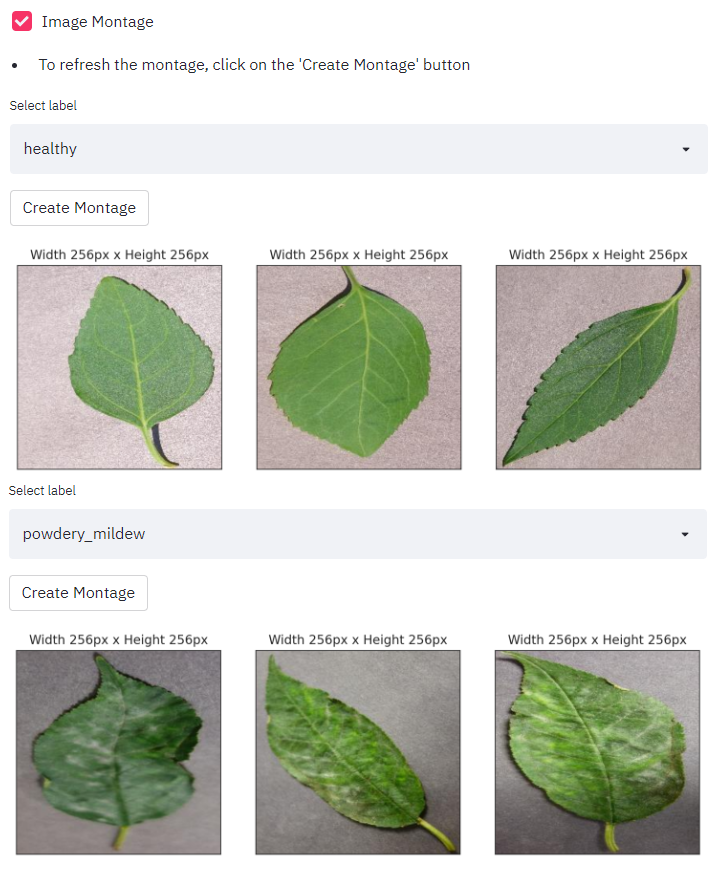 Image Montage
• To refresh the montage, click on the 'Create Montage' button
Select label
healthy
Create Montage
Width 256px x Height 256px Width 256px x Height 256px Width 256px x Height 256px
Select label
powdery_mildew
Create Montage
Width 256px x Height 256px Width 256px x Height 256px Width 256px x Height 256px